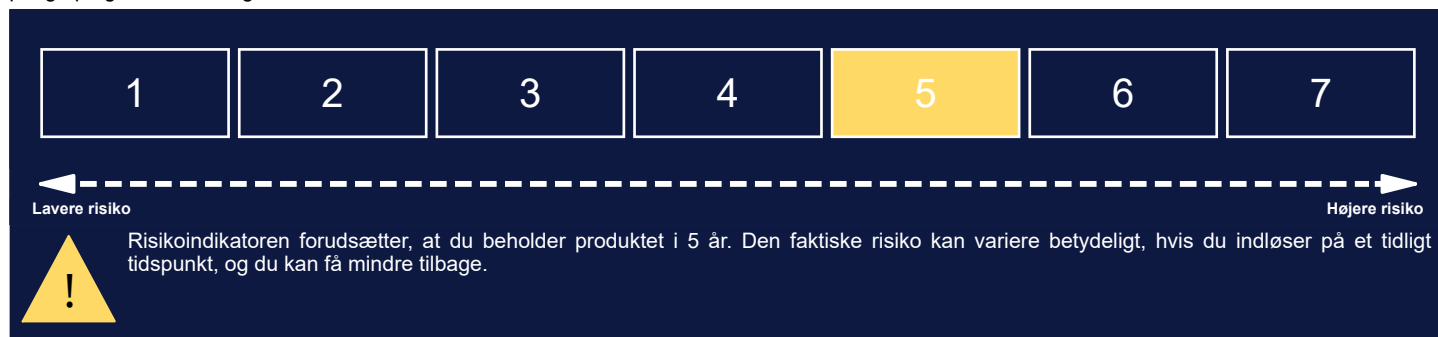 1 2 3 4 5 6 7
Lavere risiko Højere risiko
Risikoindikatoren forudsætter, at du beholder produktet i 5 år. Den faktiske risiko kan variere betydeligt, hvis du indløser på et tidligt
tidspunkt, og du kan få mindre tilbage.
!